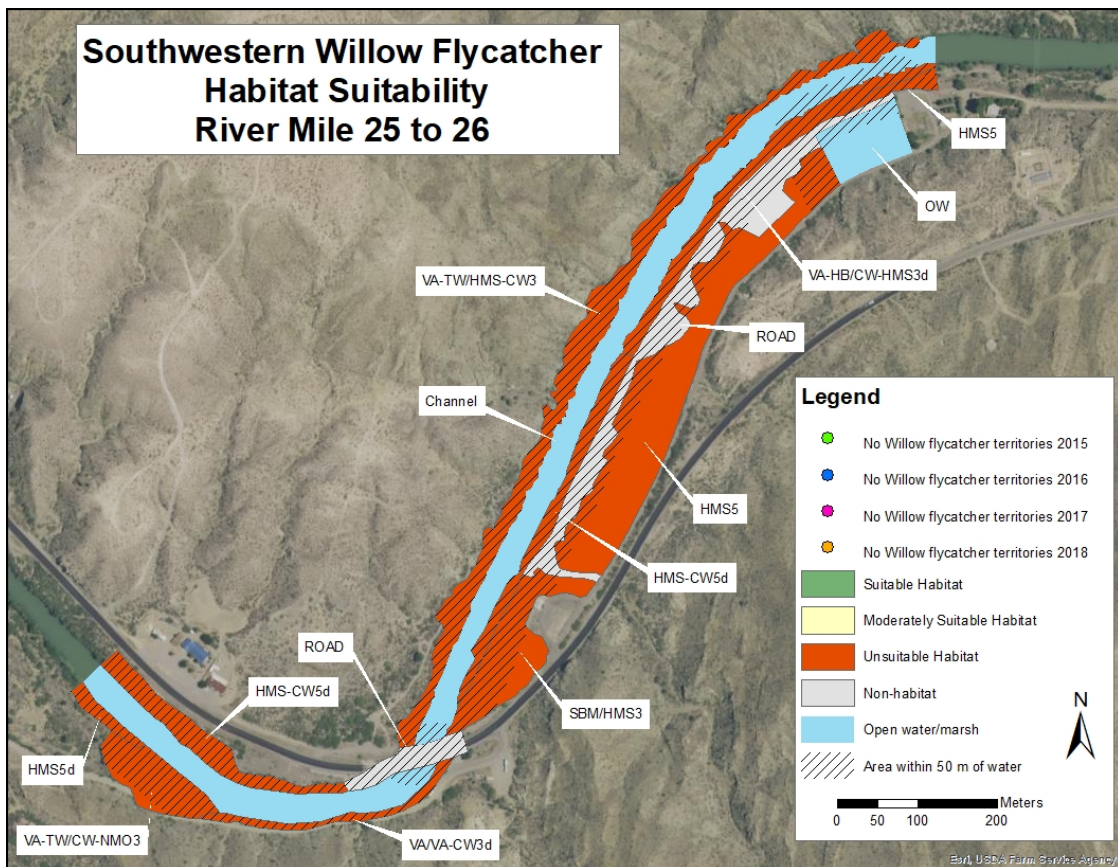 Southwestern Willow Flycatcher
Habitat Suitability
River Mile 25 to 26
HMS5
OW
VA-HB/CW-HMS3d
VA-TW/HMS-CW3
ROAD
Channel
HMS5
HMS-CW5d
ROAD
HMS-CW5d
SBM/HMS3
HMS5d
VA-TW/CW-NMO3
VA/VA-CW3d
Legend
No Willow flycatcher territories 2015
No Willow flycatcher territories 2016
No Willow flycatcher territories 2017
No Willow flycatcher territories 2018
Suitable Habitat
Moderately Suitable Habitat
Unsuitable Habitat
Non-habitat
Open water/marsh
Area within 50 m of water
N
Meters
0 50 100 200
Esri, USDA Farm Service Agency